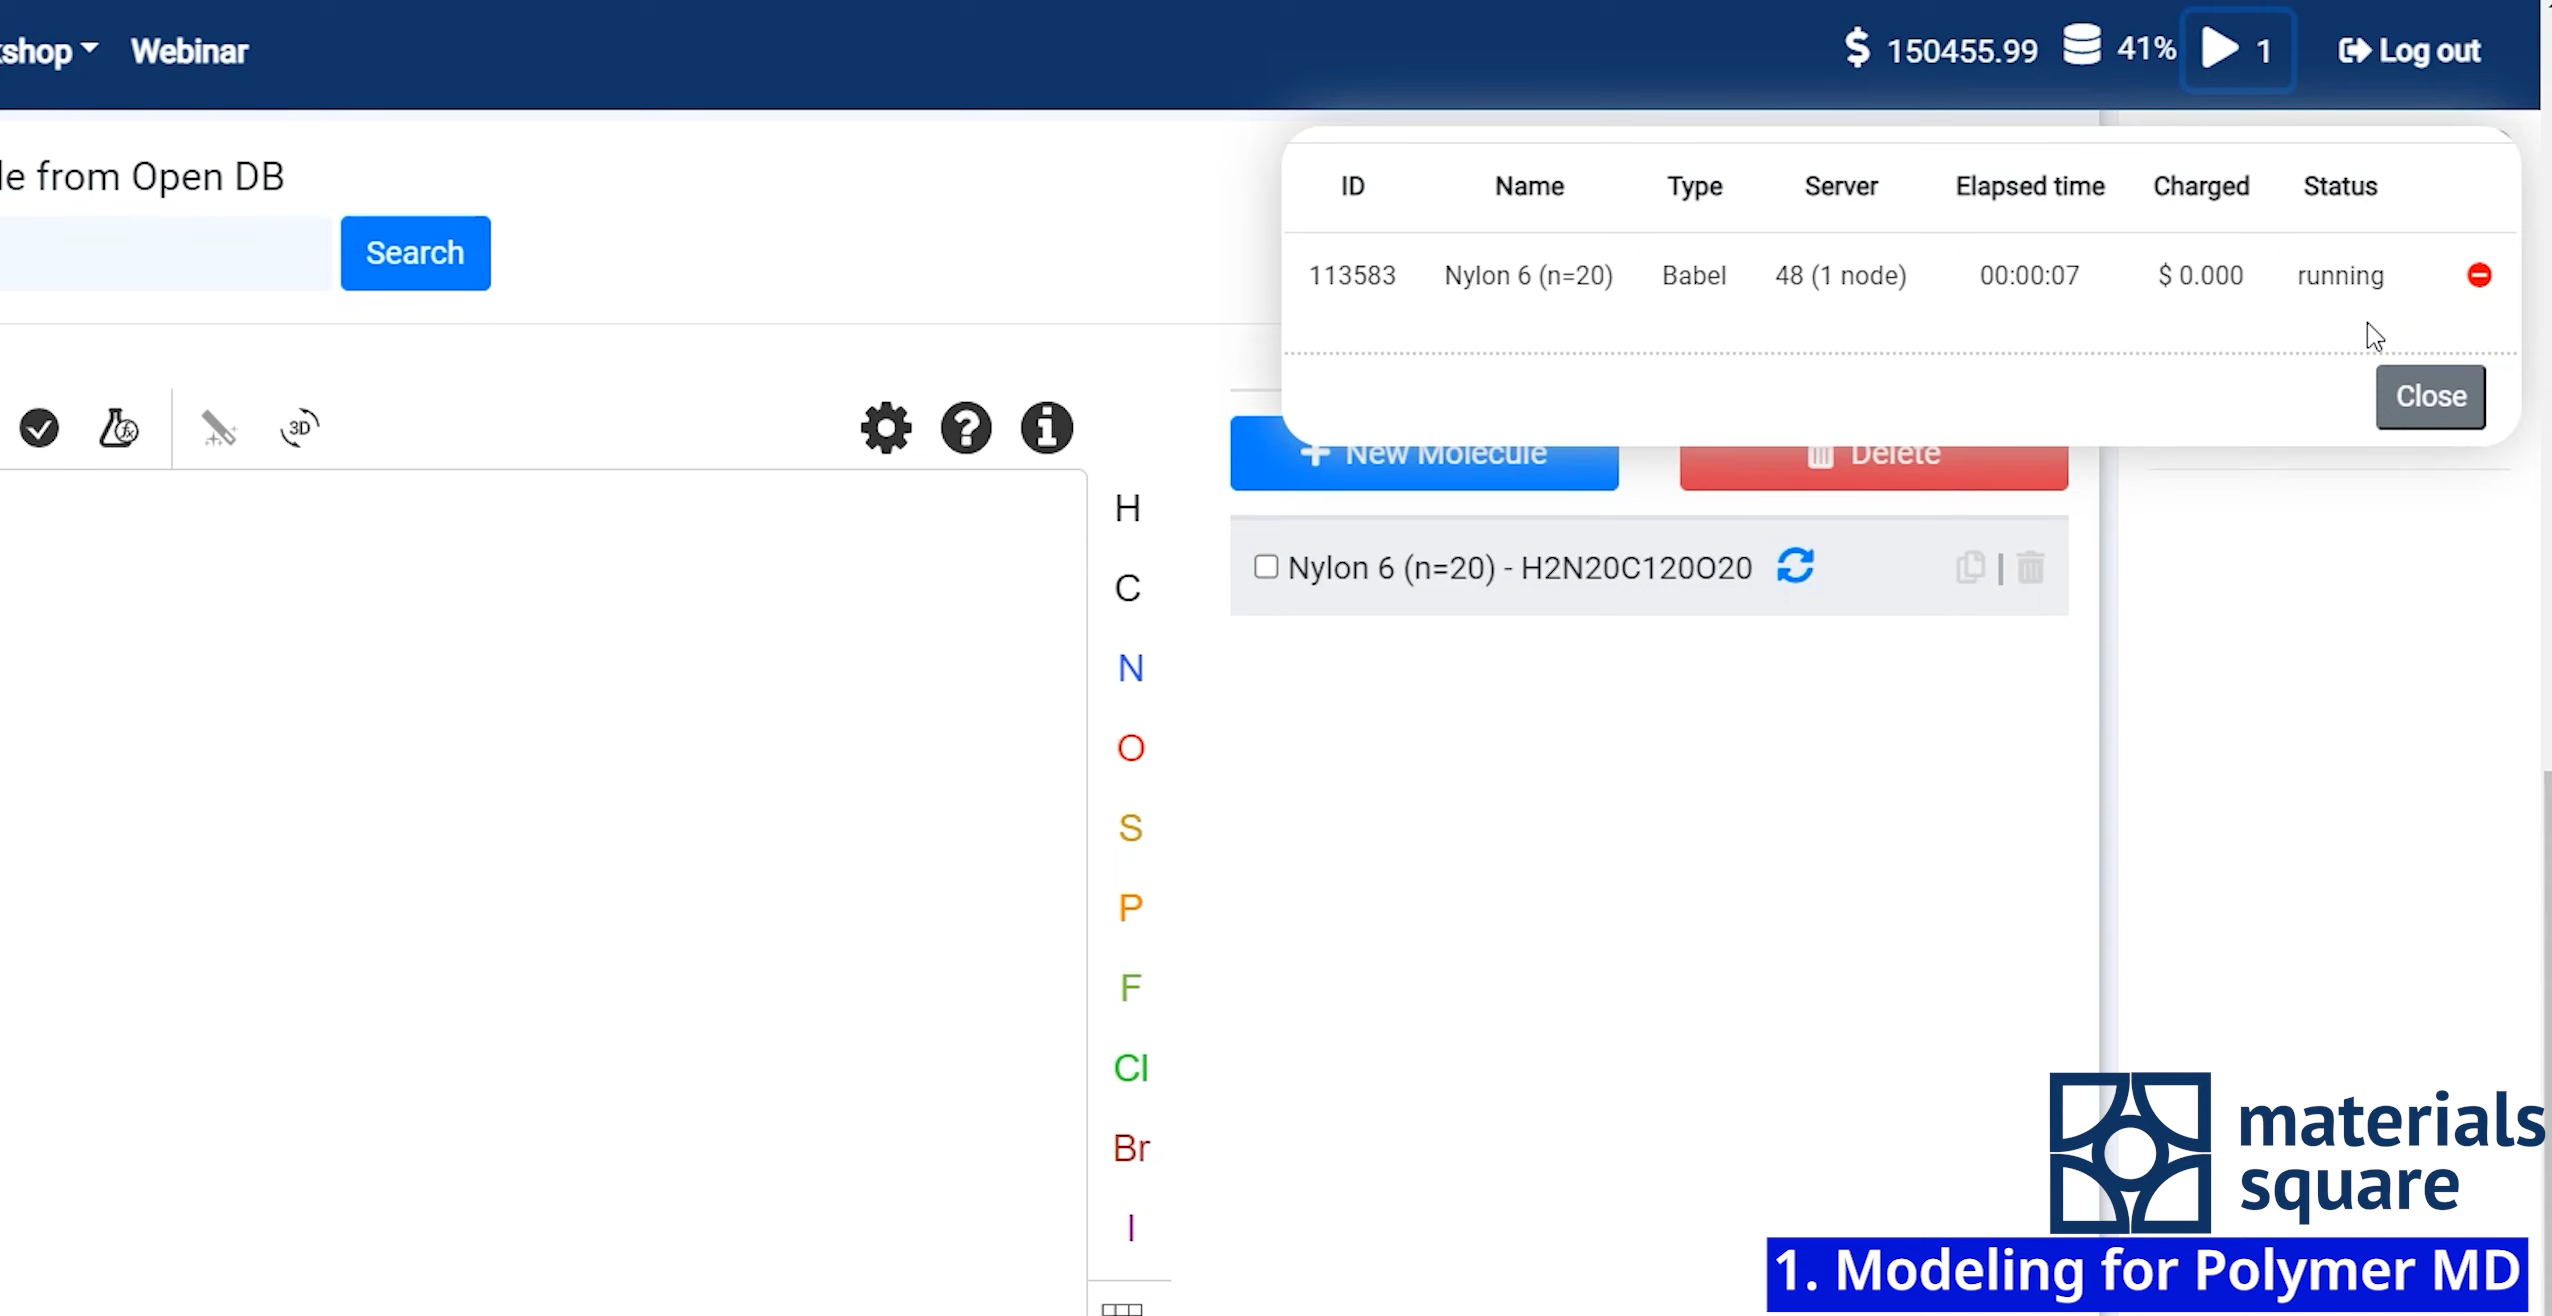 shop Webinar $ 150455.99 41% 1 Log out
le from Open DB
Search
ID Name Type Server Elapsed time Charged Status
113583 Nylon 6 (n=20) Babel 48 (1 node) 00:00:07 $ 0.000 running
Close
3D
+ New Molecule Delete
Nylon 6 (n=20) - H2N20C120O20 |
H
C
N
O
S
P
F
Cl
Br
I
materials
square
1. Modeling for Polymer MD